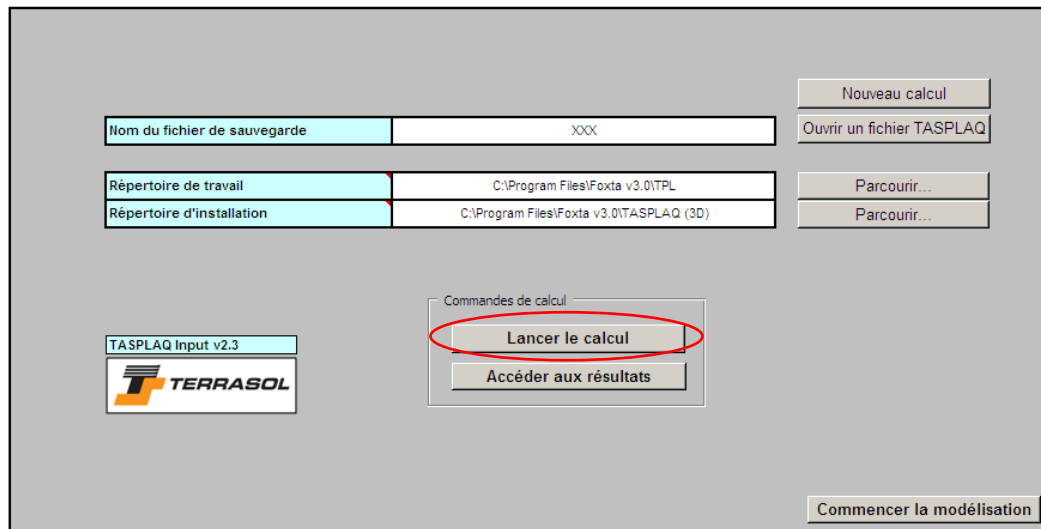 Nouveau calcul
Nom du fichier de sauvegarde XXX Ouvrir un fichier TASPLAQ
Répertoire de travail C:\Program Files\Foxta v3.0\TPL Parcourir...
Répertoire d'installation C:\Program Files\Foxta v3.0\TASPLAQ (3D) Parcourir...
Commandes de calcul
Lancer le calcul
TASPLAQ Input v2.3
Accéder aux résultats
TERRASOL
Commencer la modélisation